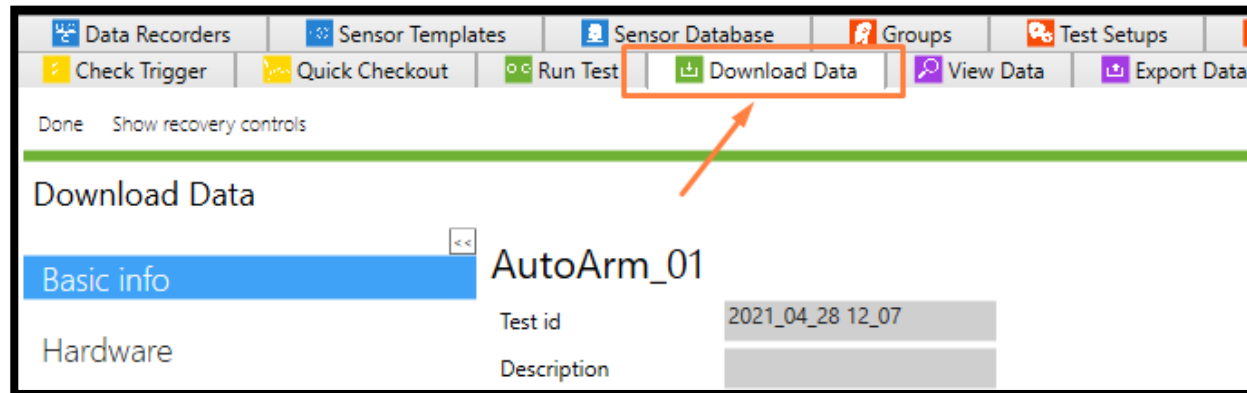 Data Recorders Sensor Templates Sensor Database Groups Test Setups
Check Trigger Quick Checkout Run Test Download Data View Data Export Data
Done Show recovery controls
Download Data
<<
Basic info
AutoArm_01
Test id 2021_04_28 12_07
Hardware
Description